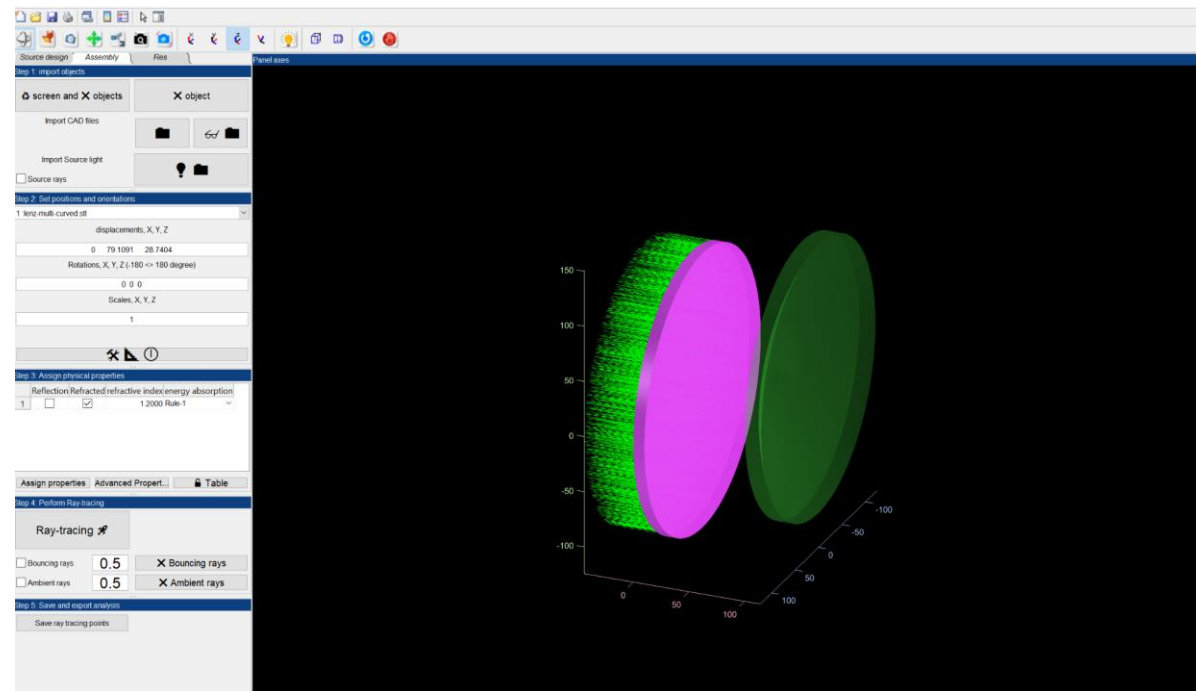 Source design Assembly Res
Panel axes
Step 1: import objects
screen and X objects X object
Import CAD files
Import Source light
Source rays
Step 2: Set positions and orientations
1 :lenz-multi-curved.stl
displacements, X, Y, Z
0 79.1091 28.7404
Rotations, X, Y, Z (-180 <> 180 degree)
0 0 0
Scales, X, Y, Z
1
Step 3: Assign physical properties
Reflection Refracted refractive index energy absorption
1 1.2000 Rule-1
Assign properties Advanced Propert... Table
Step 4: Perform Ray-tracing
Ray-tracing
Bouncing rays 0.5 X Bouncing rays
Ambient rays 0.5 X Ambient rays
Step 5: Save and export analysis
Save ray tracing points
150
100
50
0
-50
-100
0
50
100
-100
-50
0
50
100